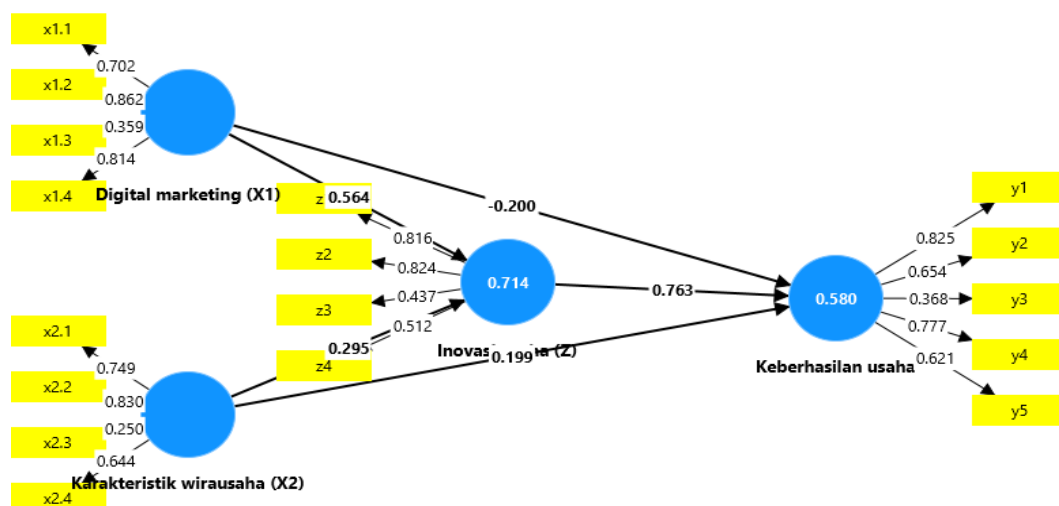 x1.1
0.702
x1.2
0.862
x1.3
0.359
0.814
x1.4
Digital marketing (X1)
z
0.564
-0.200
0.816
z2
0.824
0.714
z3
0.437
0.512
0.763
0.295
z4
(Z)
0.199
x2.1
0.749
x2.2
0.830
x2.3
0.250
0.644
x2.4
Karakteristik wirausaha (X2)
y1
0.825
y2
0.654
0.580
0.368
y3
0.777
y4
Keberhasilan usaha
0.621
y5